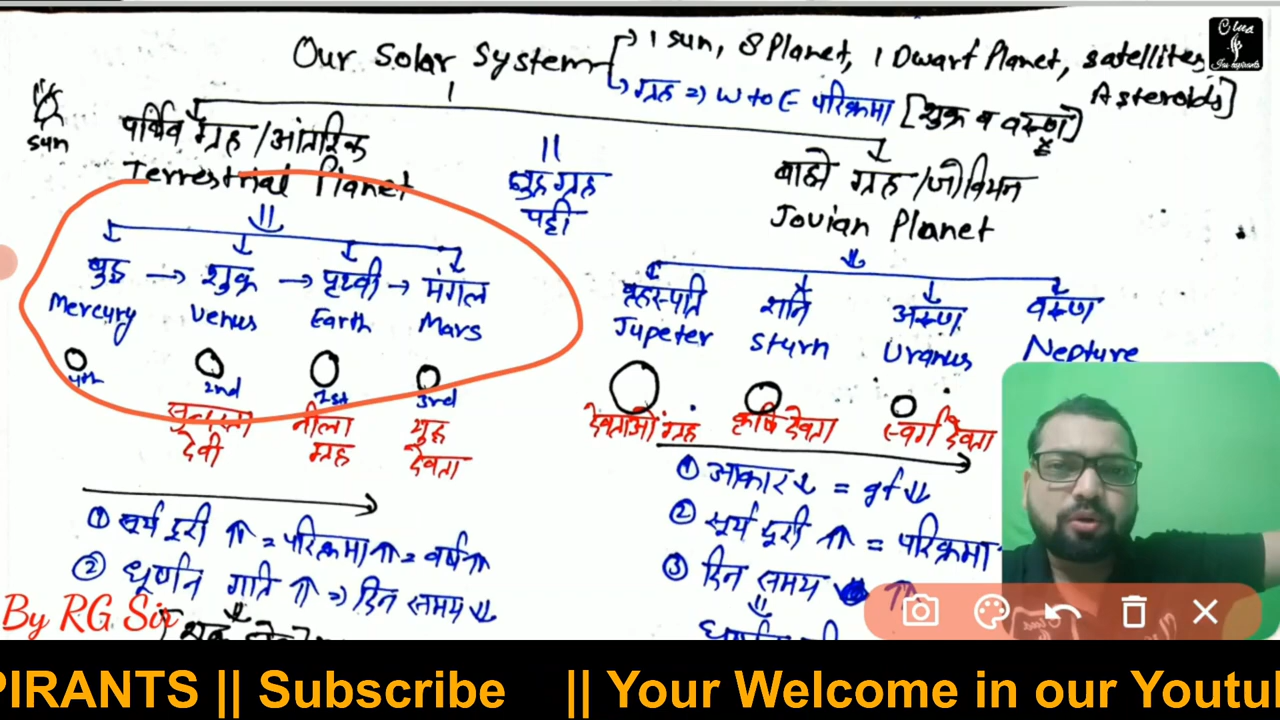 Our Solar System
→ 1 Sun, 8 Planet, 1 Dwarf Planet, satellites,
Asteroids]
→ ग्रह => W to E परिक्रमा [शुक्र व वरूण]
Sun
पार्थिव ग्रह/आंतरिक
Terrestrial Planet
ग्रह
पट्टी
बाह्य ग्रह/जोवियन
Jovian Planet
बुध → शुक्र → पृथ्वी → मंगल
Mercury Venus Earth Mars
4th 2nd 1st 3rd
देवी
नीला
ग्रह
देवता
बृहस्पति शनि अरूण वरूण
Jupeter Sturn Uranus Nepture
देवताओं ग्रह कृषि देवता स्वर्ग देवता
① सूर्य दूरी ⇑ = परिक्रमा ⇑ = वर्ष ⇑
② घूर्णन गति ⇑ => दिन समय ⇓
① आकार ↓ = gf ⇓
② सूर्य दूरी ⇑ = परिक्रमा
③ दिन समय ⇑
By RG Sir
PIRANTS || Subscribe || Your Welcome in our Youtu